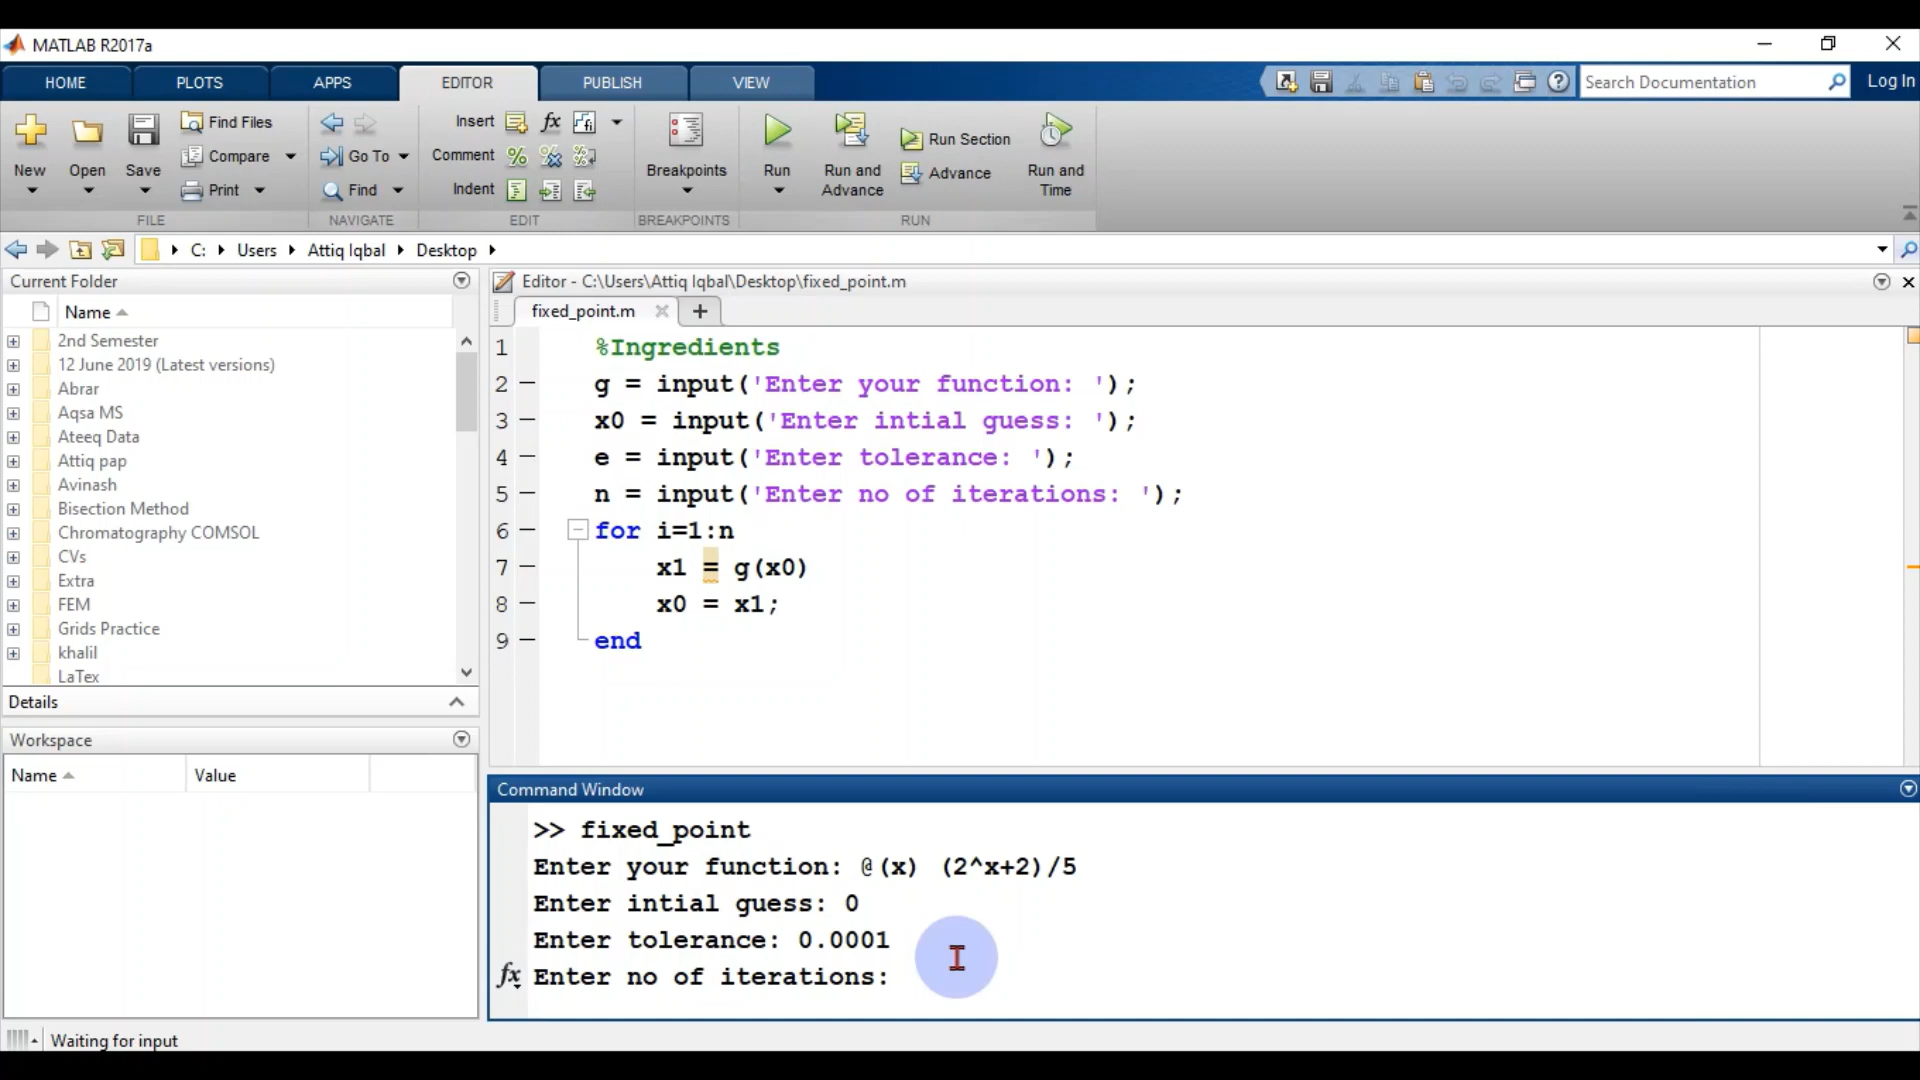 MATLAB R2017a
HOME PLOTS APPS EDITOR PUBLISH VIEW Search Documentation Log In
New Open Save Find Files Compare Print
FILE
Go To Find
NAVIGATE
Insert fx
Comment
Indent
EDIT
Breakpoints
BREAKPOINTS
Run Run and Advance Run Section Advance Run and Time
RUN
C: Users Attiq Iqbal Desktop
Current Folder
Name
2nd Semester
12 June 2019 (Latest versions)
Abrar
Aqsa MS
Ateeq Data
Attiq pap
Avinash
Bisection Method
Chromatography COMSOL
CVs
Extra
FEM
Grids Practice
khalil
LaTex
Details
Workspace
Name Value
Editor - C:\Users\Attiq Iqbal\Desktop\fixed_point.m
fixed_point.m
1 %Ingredients
2 g = input('Enter your function: ');
3 x0 = input('Enter intial guess: ');
4 e = input('Enter tolerance: ');
5 n = input('Enter no of iterations: ');
6 for i=1:n
7 x1 = g(x0)
8 x0 = x1;
9 end
Command Window
>> fixed_point
Enter your function: @(x) (2^x+2)/5
Enter intial guess: 0
Enter tolerance: 0.0001
fx Enter no of iterations:
Waiting for input